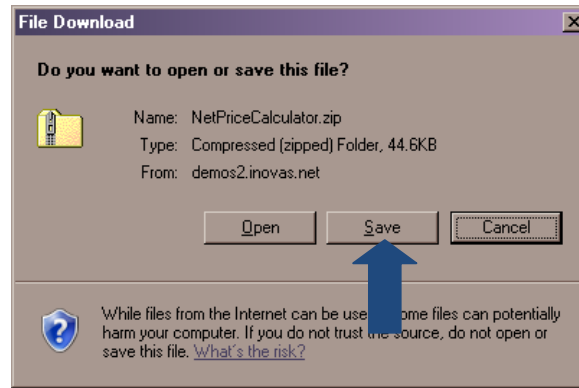 File Download
Do you want to open or save this file?
Name: NetPriceCalculator.zip
Type: Compressed (zipped) Folder, 44.6KB
From: demos2.inovas.net
Open Save Cancel
While files from the Internet can be use ome files can potentially
harm your computer. If you do not trust the source, do not open or
save this file. What's the risk?